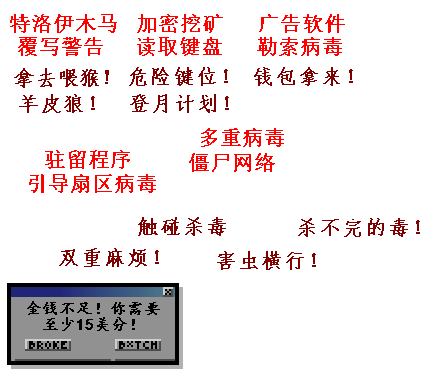 特洛伊木马 加密挖矿 广告软件
覆写警告 读取键盘 勒索病毒
拿去喂猴！ 危险键位！ 钱包拿来！
羊皮狼！ 登月计划！
多重病毒
驻留程序 僵尸网络
引导扇区病毒
触碰杀毒 杀不完的毒！
双重麻烦！ 害虫横行！
金钱不足！你需要
至少15美分！
BROKE B×TCH